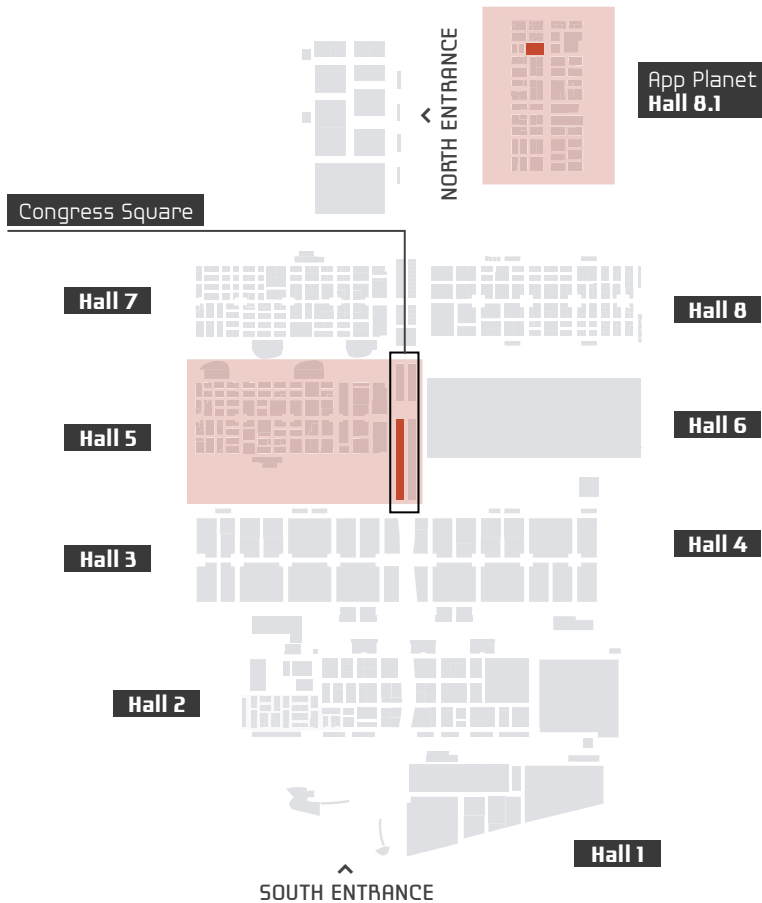 NORTH ENTRANCE
App Planet
Hall 8.1
Congress Square
Hall 7
Hall 8
Hall 5
Hall 6
Hall 3
Hall 4
Hall 2
Hall 1
SOUTH ENTRANCE